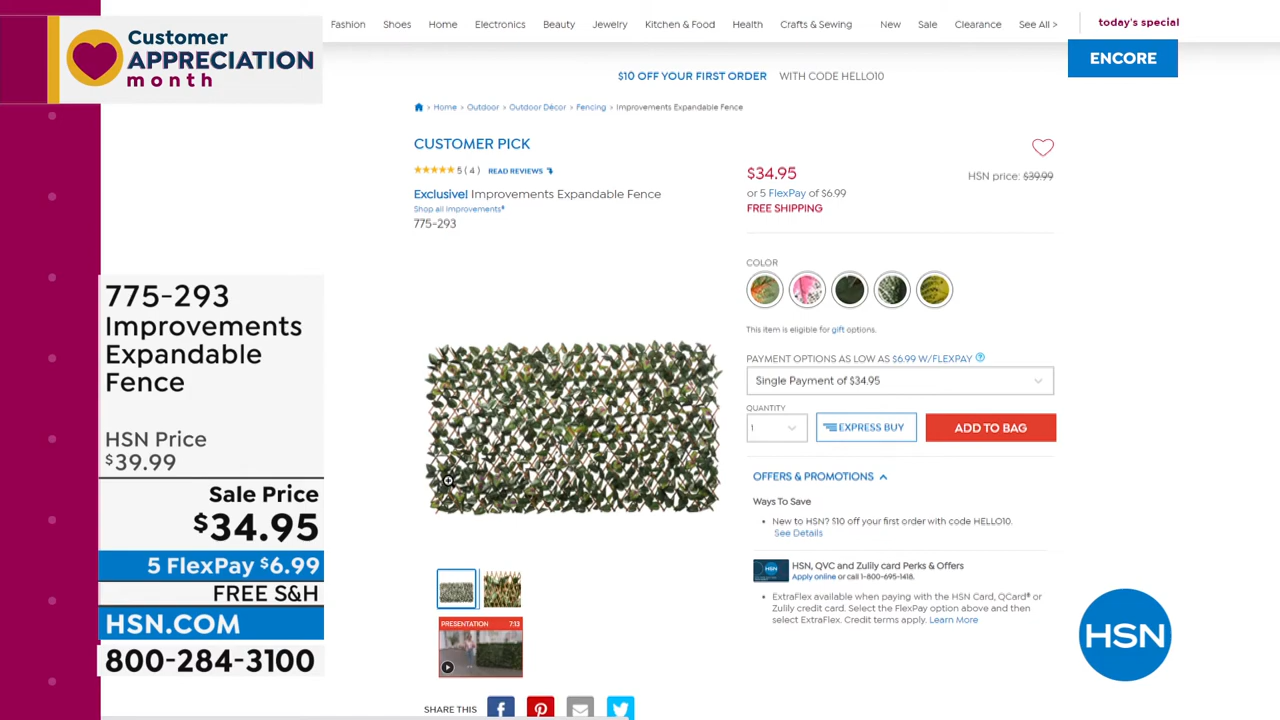 Customer
APPRECIATION
month
Fashion Shoes Home Electronics Beauty Jewelry Kitchen & Food Health Crafts & Sewing New Sale Clearance See All >
today's special
ENCORE
$10 OFF YOUR FIRST ORDER WITH CODE HELLO10
> Home > Outdoor > Outdoor Décor > Fencing > Improvements Expandable Fence
CUSTOMER PICK
5 ( 4 ) READ REVIEWS
Exclusive! Improvements Expandable Fence
Shop all Improvements®
775-293
$34.95
HSN price: $39.99
or 5 FlexPay of $6.99
FREE SHIPPING
COLOR
This item is eligible for gift options.
PAYMENT OPTIONS AS LOW AS $6.99 W/FLEXPAY ?
Single Payment of $34.95
QUANTITY
1
EXPRESS BUY
ADD TO BAG
OFFERS & PROMOTIONS
Ways To Save
• New to HSN? $10 off your first order with code HELLO10.
See Details
HSN
HSN, QVC and Zulily card Perks & Offers
Apply online or call 1-800-695-1418.
• ExtraFlex available when paying with the HSN Card, QCard® or
Zulily credit card. Select the FlexPay option above and then
select ExtraFlex. Credit terms apply. Learn More
PRESENTATION 7:13
SHARE THIS
775-293
Improvements
Expandable
Fence
HSN Price
$39.99
Sale Price
$34.95
5 FlexPay $6.99
FREE S&H
HSN.COM
800-284-3100
HSN